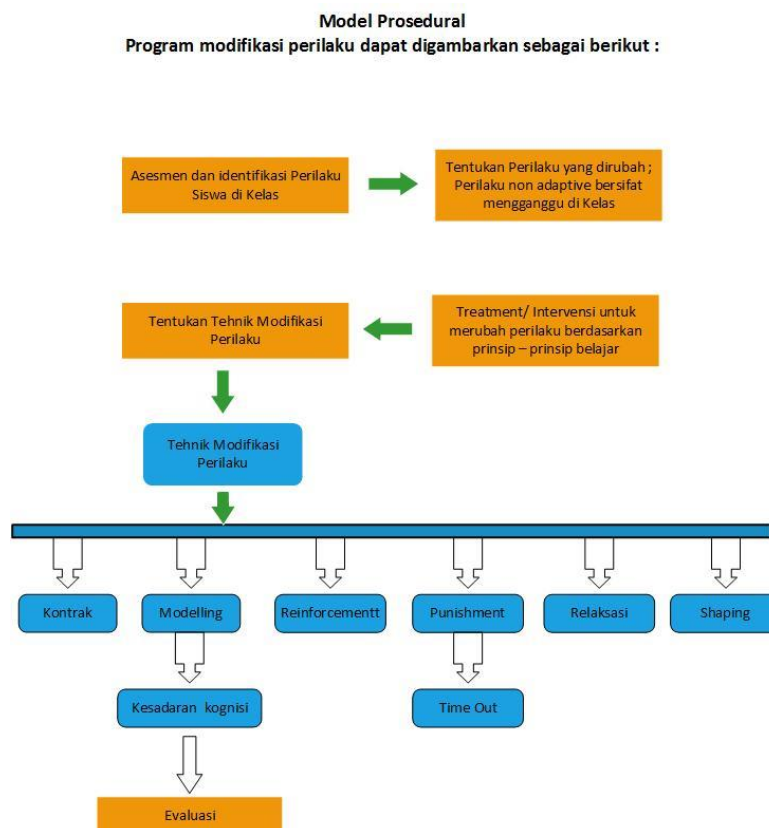 Model Prosedural
Program modifikasi perilaku dapat digambarkan sebagai berikut :
Asesmen dan identifikasi Perilaku
Siswa di Kelas
Tentukan Perilaku yang dirubah ;
Perilaku non adaptive bersifat
mengganggu di Kelas
Tentukan Tehnik Modifikasi
Perilaku
Treatment/ Intervensi untuk
merubah perilaku berdasarkan
prinsip – prinsip belajar
Tehnik Modifikasi
Perilaku
Kontrak
Modelling
Reinforcementt
Punishment
Relaksasi
Shaping
Kesadaran kognisi
Time Out
Evaluasi